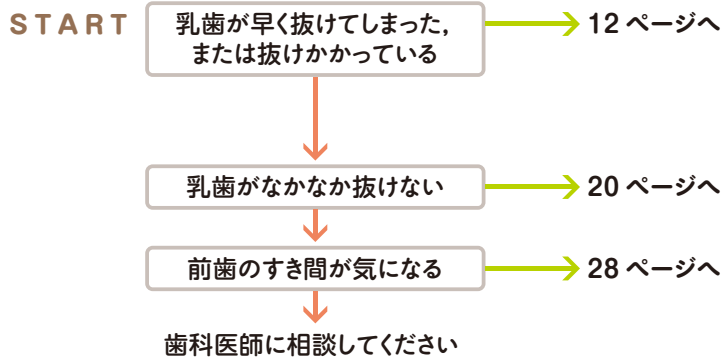 START
乳歯が早く抜けてしまった,
または抜けかかっている
12 ページへ
乳歯がなかなか抜けない
20 ページへ
前歯のすき間が気になる
28 ページへ
歯科医師に相談してください